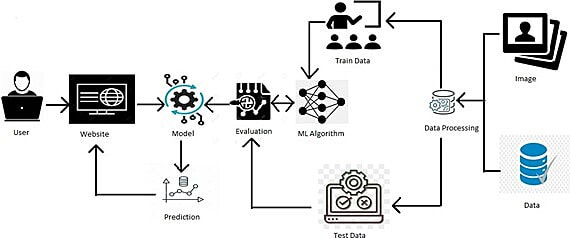 Train Data
Image
User
Website
Model
Evaluation
ML Algorithm
Data Processing
Prediction
Test Data
Data